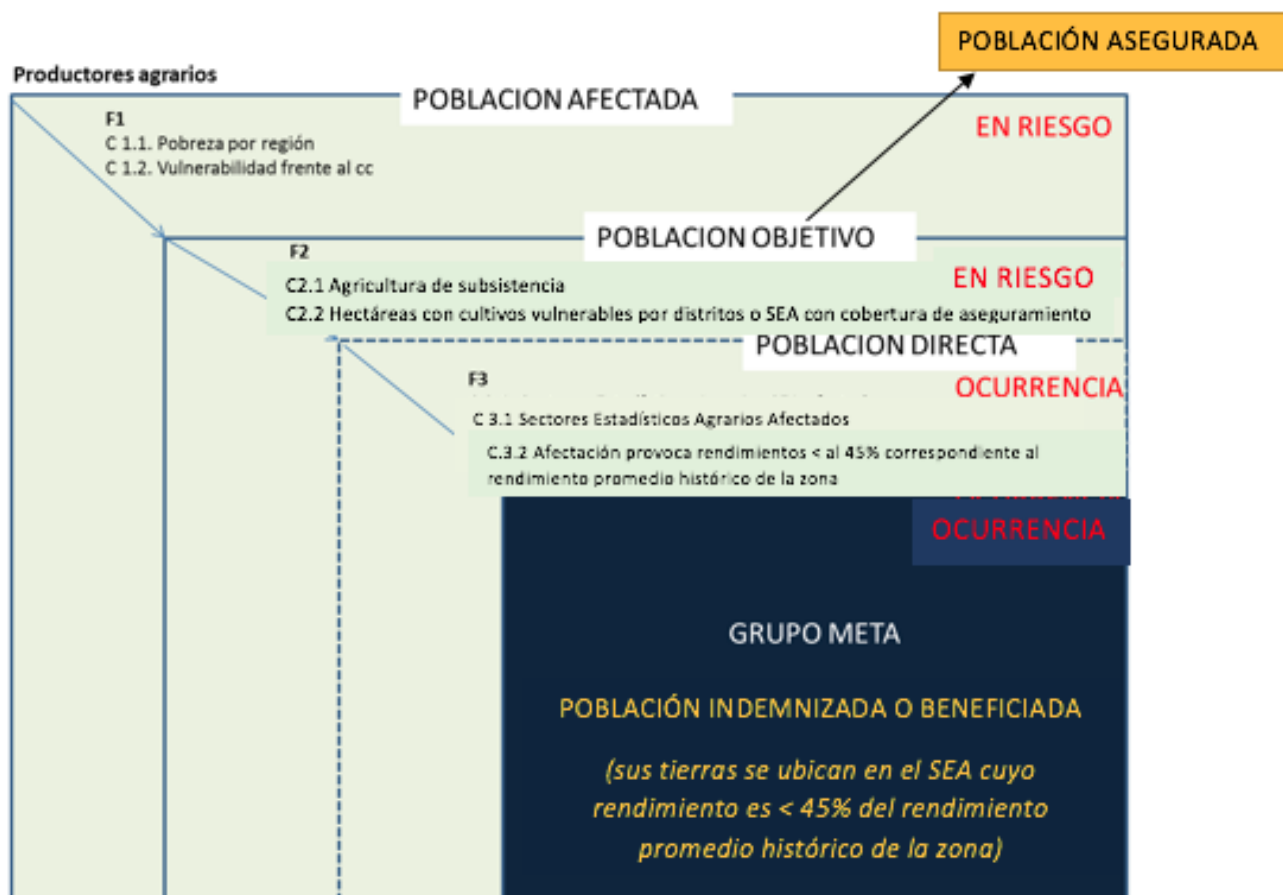 POBLACIÓN ASEGURADA
Productores agrarios
POBLACION AFECTADA
F1
EN RIESGO
C 1.1. Pobreza por región
C 1.2. Vulnerabilidad frente al cc
POBLACION OBJETIVO
F2
EN RIESGO
C2.1 Agricultura de subsistencia
C2.2 Hectáreas con cultivos vulnerables por distritos o SEA con cobertura de aseguramiento
POBLACION DIRECTA
F3
OCURRENCIA
C 3.1 Sectores Estadísticos Agrarios Afectados
C.3.2 Afectación provoca rendimientos < al 45% correspondiente al
rendimiento promedio histórico de la zona
OCURRENCIA
GRUPO META
POBLACIÓN INDEMNIZADA O BENEFICIADA
(sus tierras se ubican en el SEA cuyo
rendimiento es < 45% del rendimiento
promedio histórico de la zona)